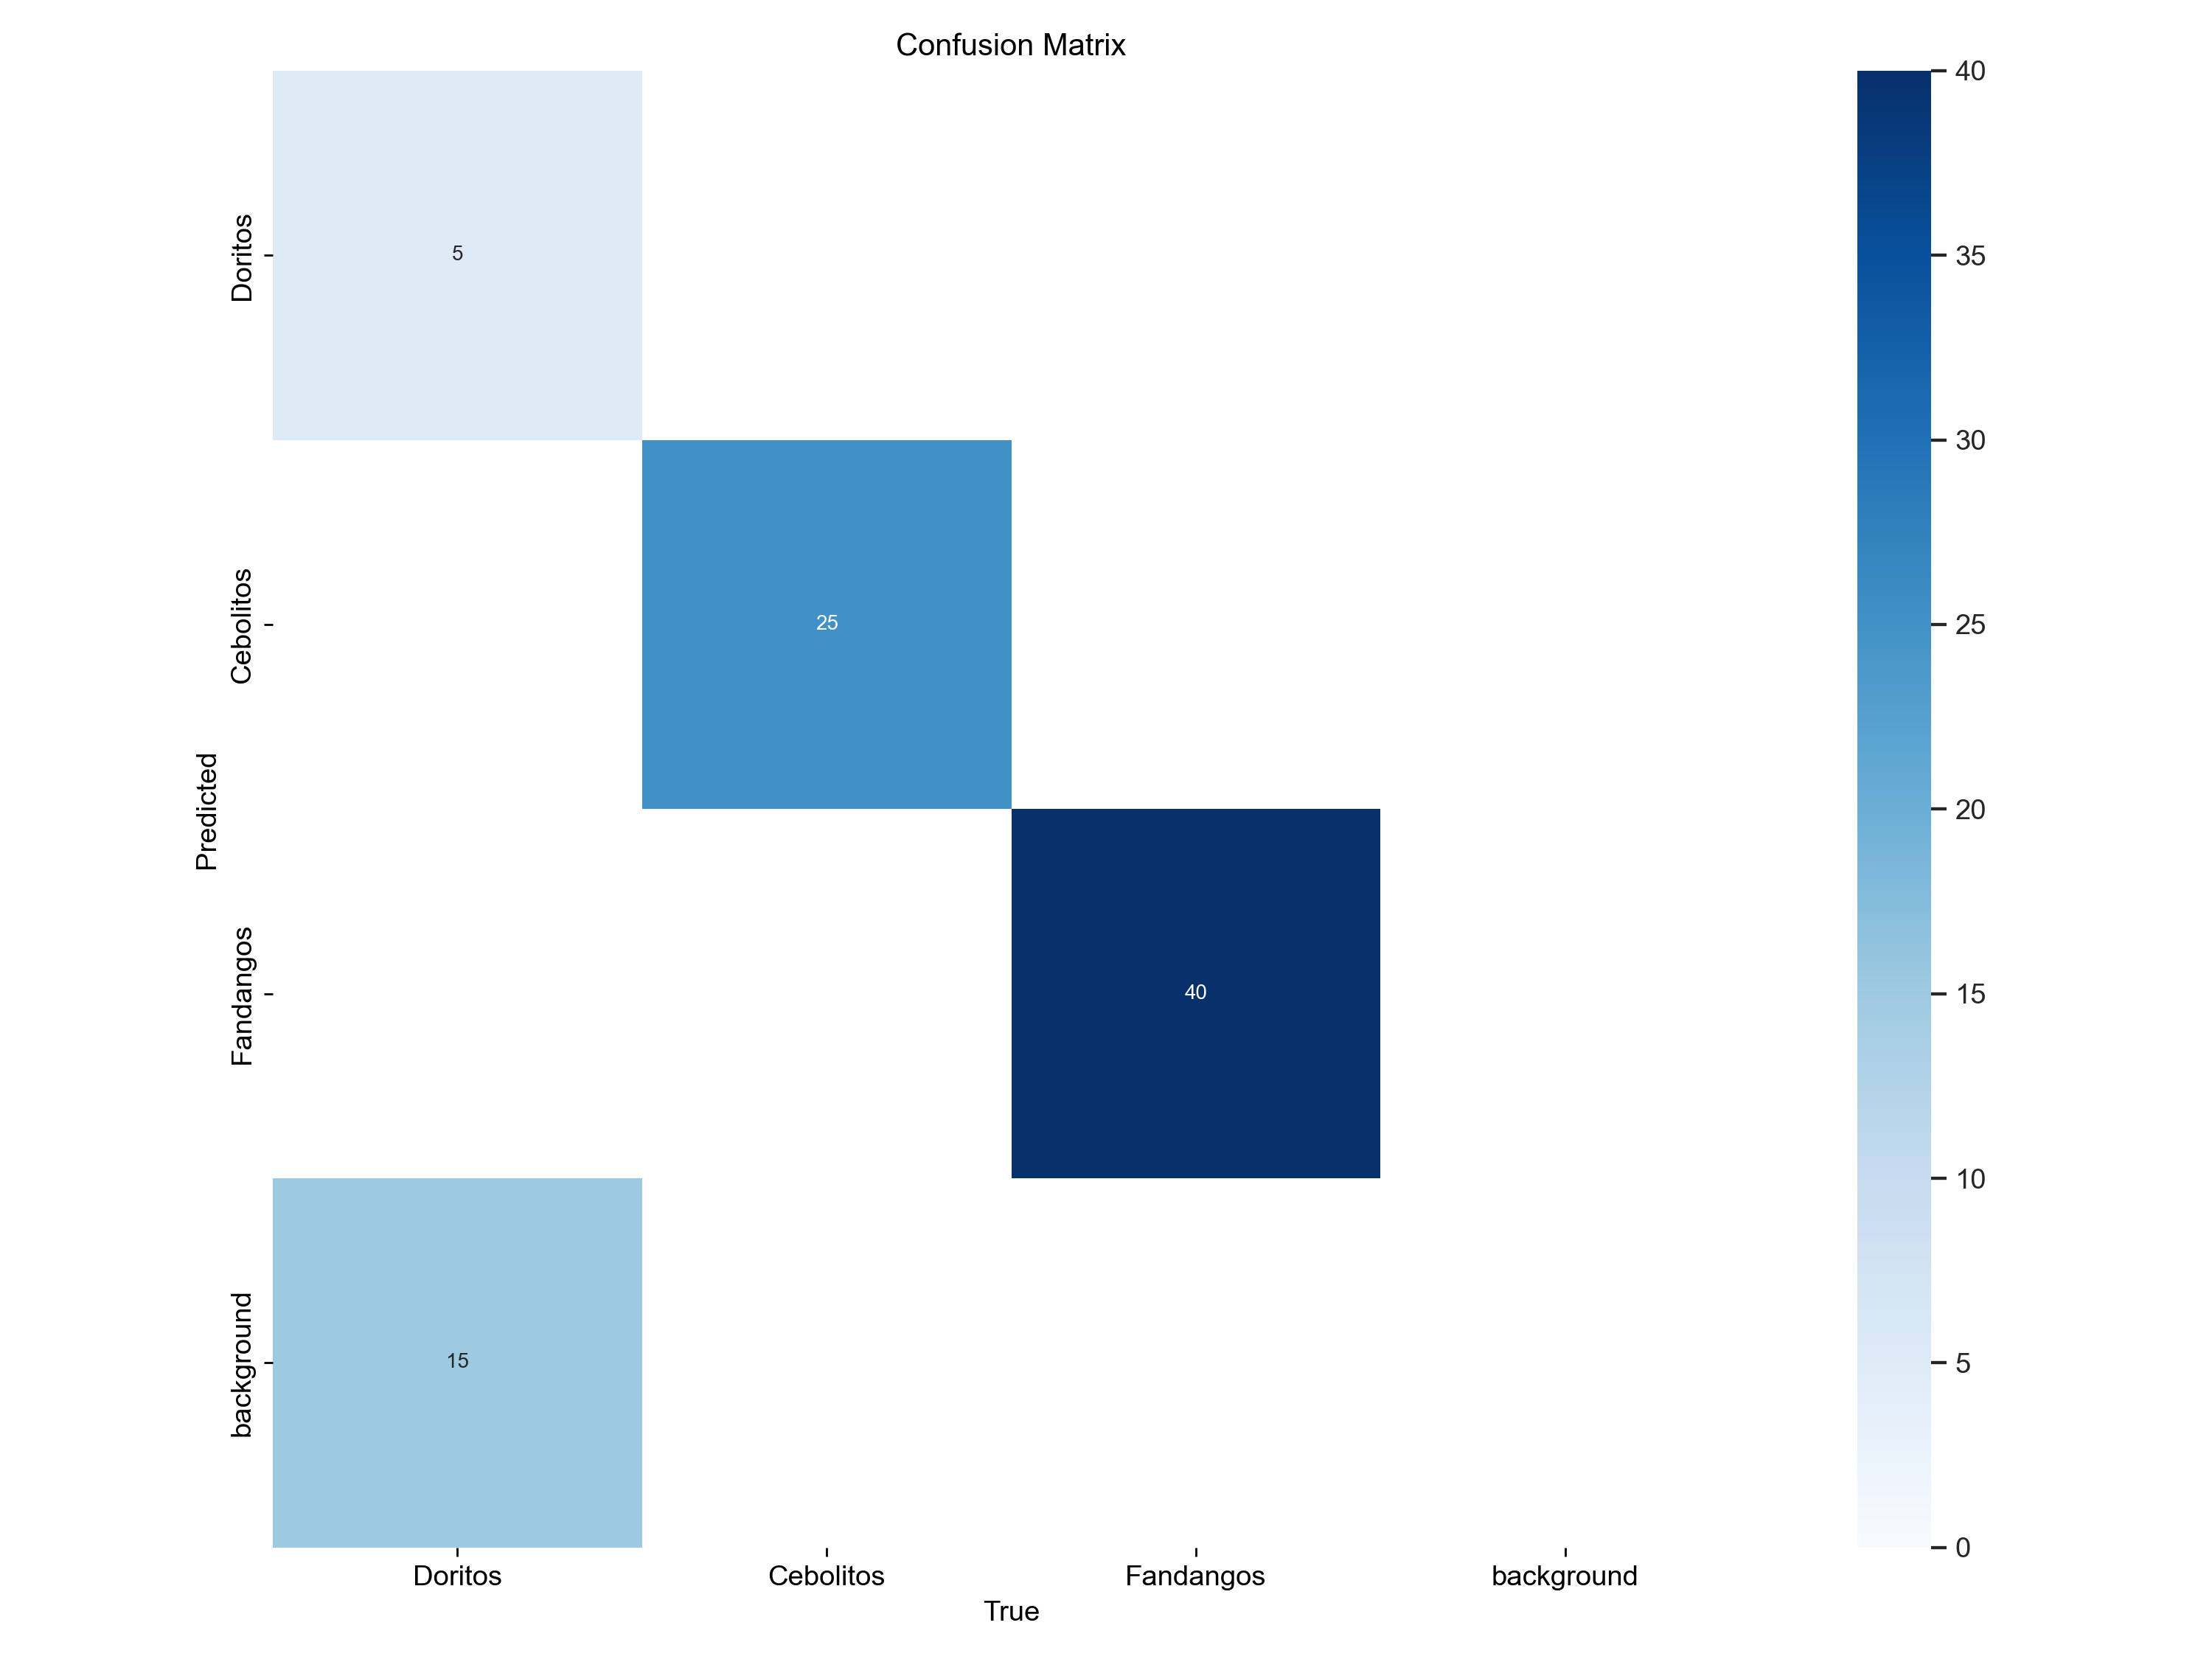 Confusion Matrix
Predicted
Doritos
Cebolitos
Fandangos
background
5
25
40
15
Doritos
Cebolitos
Fandangos
background
True
40
35
30
25
20
15
10
5
0